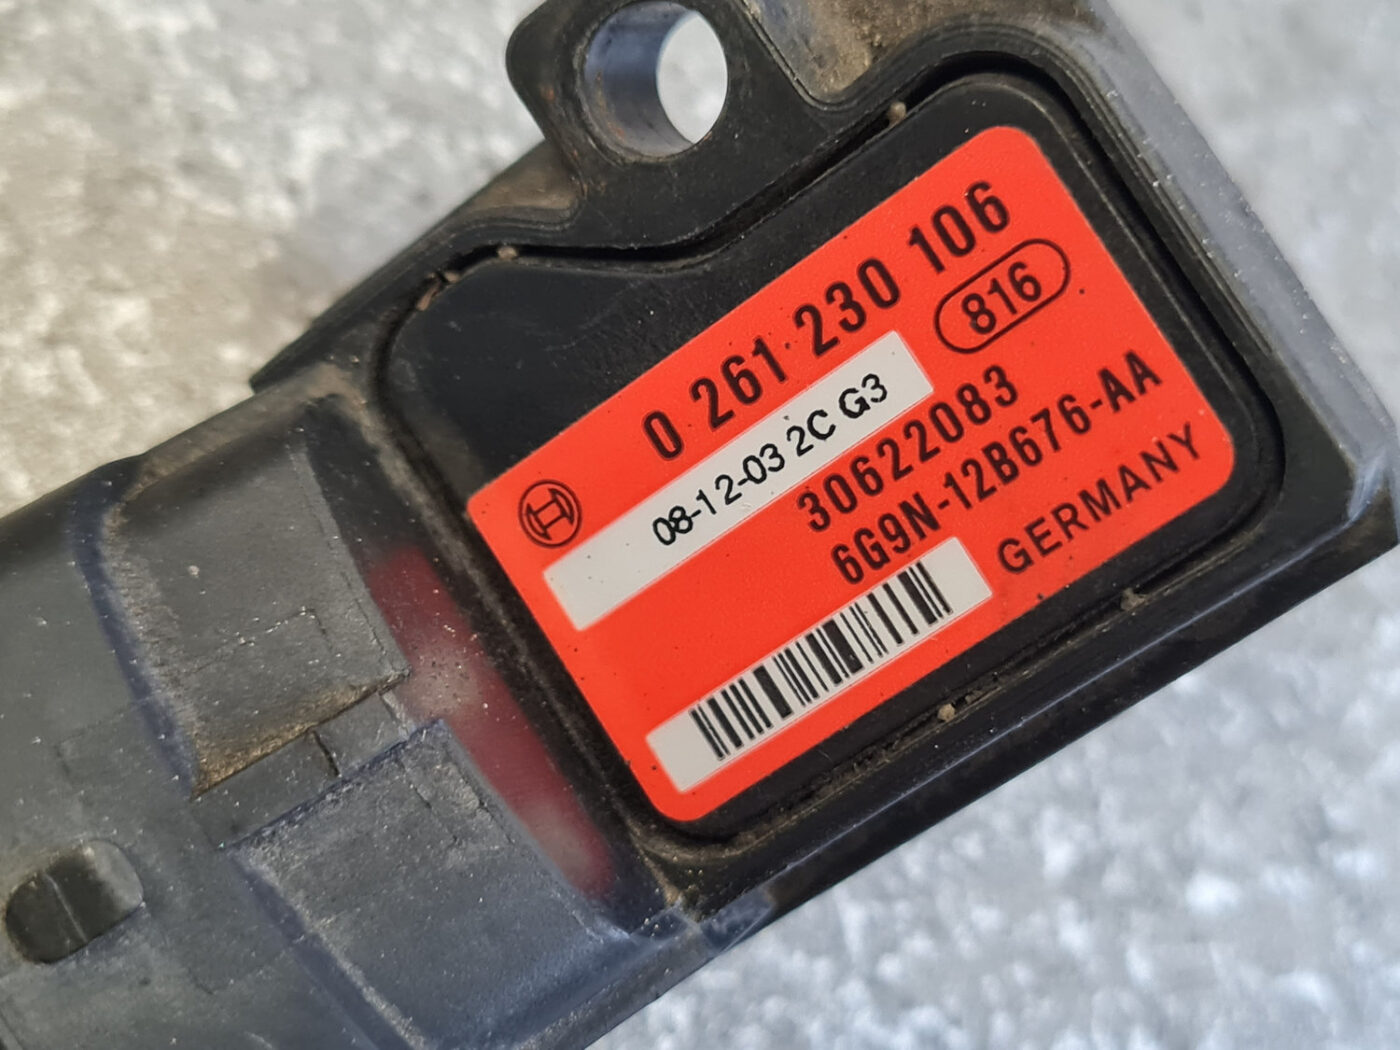 0 261 230 106
816
08-12-03 2C G3
30622083
6G9N-12B676-AA
GERMANY